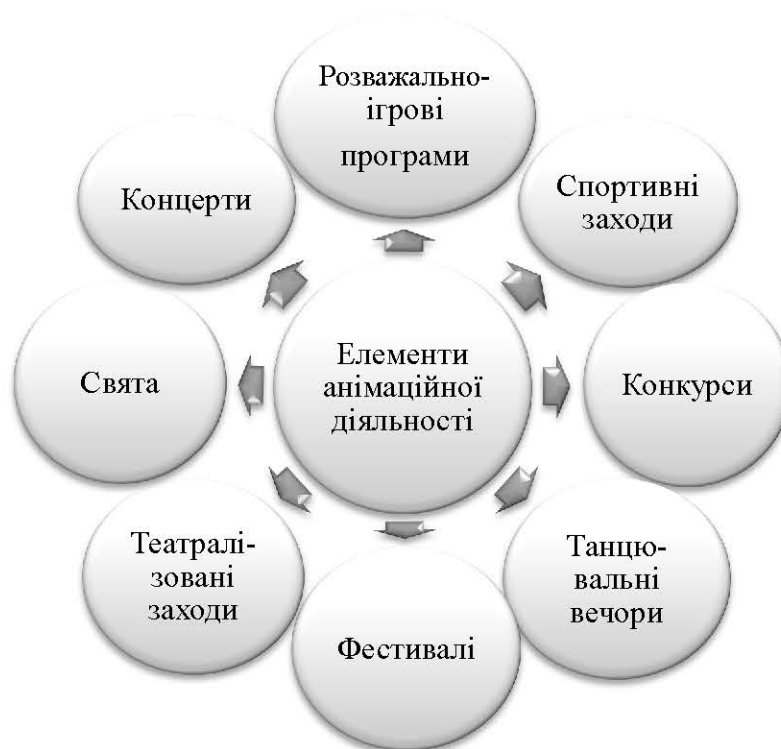 Розважально-
ігрові
програми
Спортивні
заходи
Конкурси
Танцю-
вальні
вечори
Фестивалі
Театралі-
зовані
заходи
Свята
Концерти
Елементи
анімаційної
діяльності